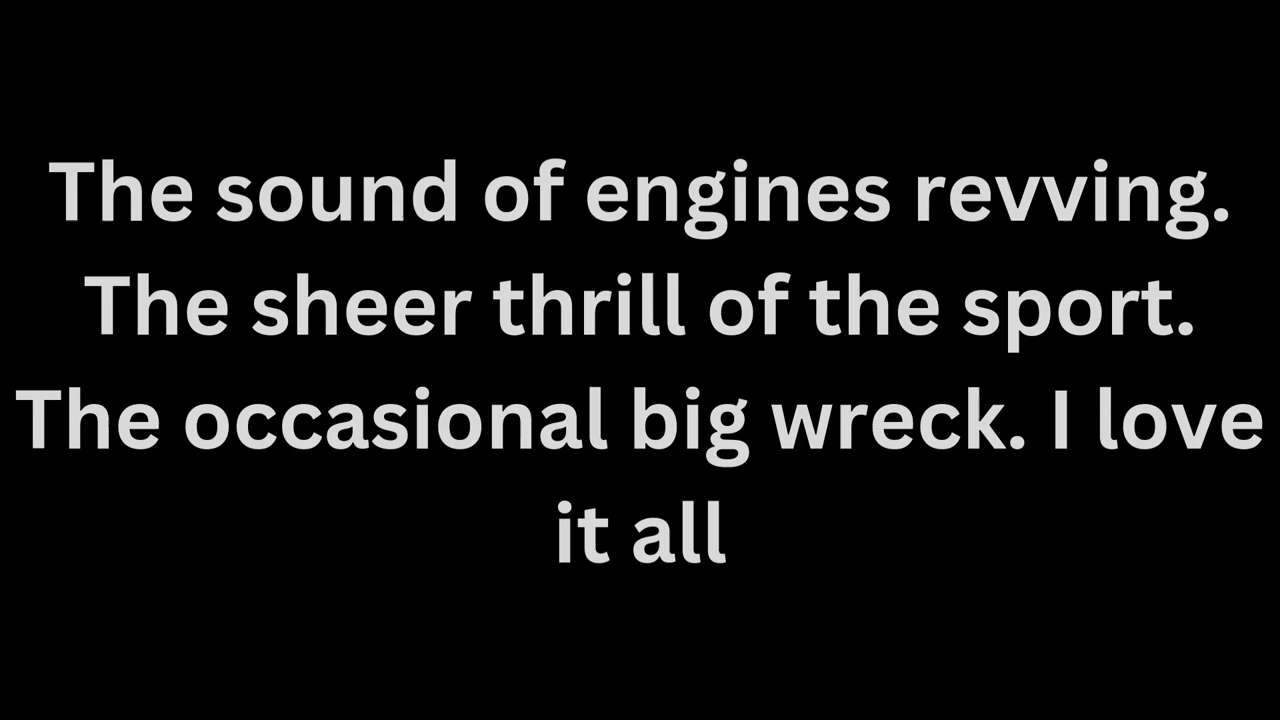 The sound of engines revving.
The sheer thrill of the sport.
The occasional big wreck. I love
it all